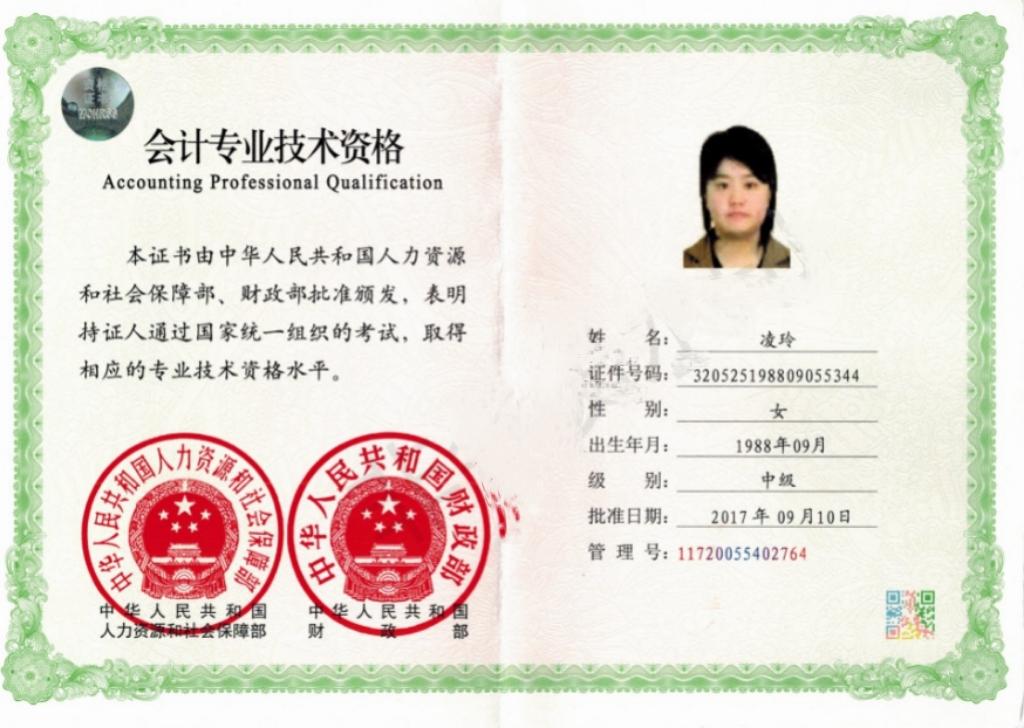 会计专业技术资格
Accounting Professional Qualification
本证书由中华人民共和国人力资源
和社会保障部、财政部批准颁发,表明
持证人通过国家统一组织的考试,取得
相应的专业技术资格水平。
中华人民共和国人力资源和社会保障部
中华人民共和国财政部
中华人民共和国
人力资源和社会保障部
中华人民共和国
财政部
姓名:凌玲
证件号码:320525198809055344
性别:女
出生年月:1988年09月
级别:中级
批准日期:2017年09月10日
管理号:11720055402764